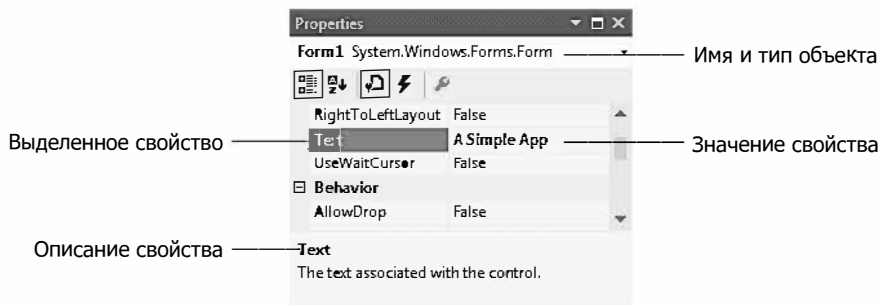 Properties
Form1 System.Windows.Forms.Form
Имя и тип объекта
RightToLeftLayout False
Выделенное свойство
Text A Simple App
Значение свойства
UseWaitCursor False
Behavior
AllowDrop False
Описание свойства
Text
The text associated with the control.